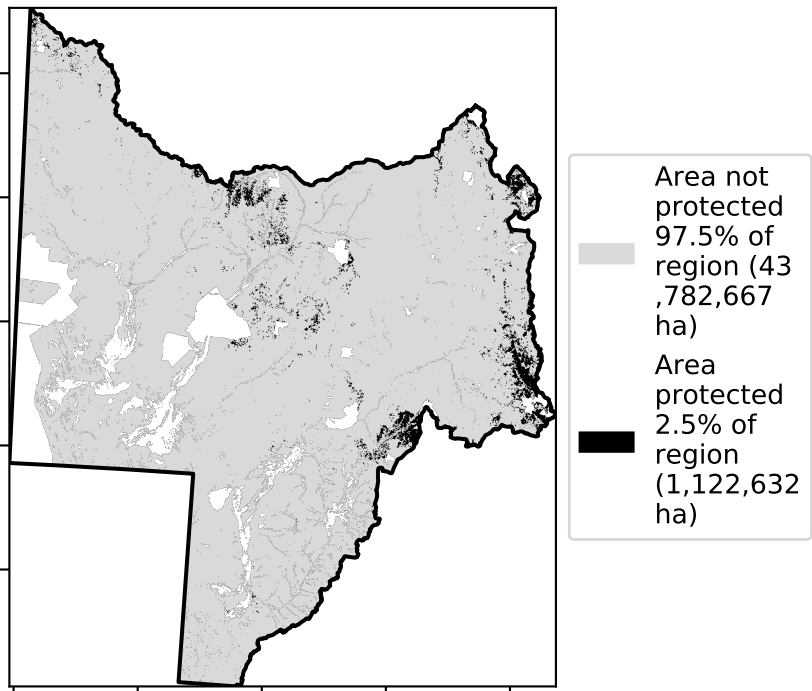 Area not
protected
97.5% of
region (43
,782,667
ha)
Area
protected
2.5% of
region
(1,122,632
ha)